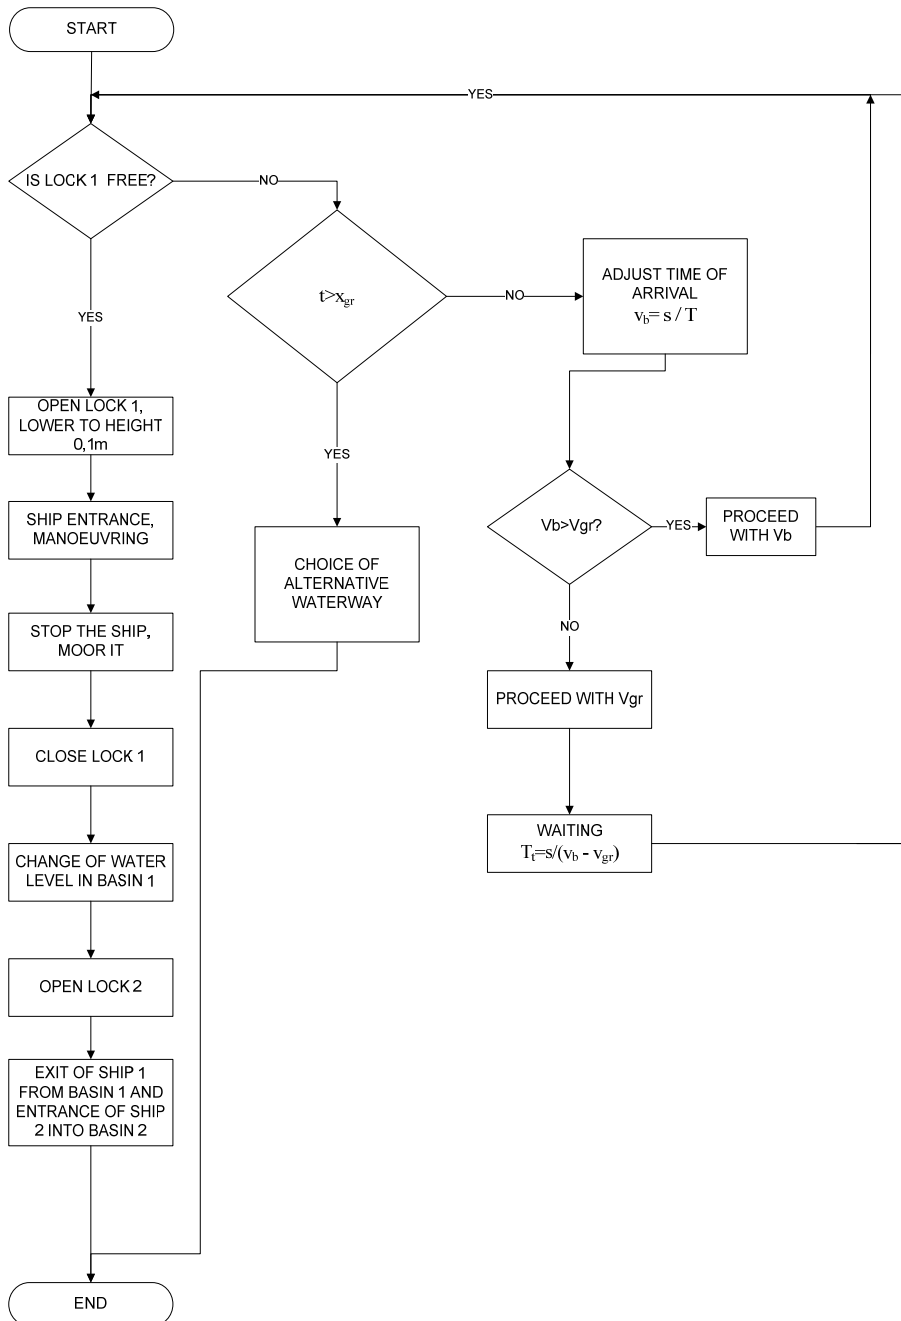 START
YES
IS LOCK 1 FREE?
NO
t>x_gr
NO
ADJUST TIME OF
ARRIVAL
v_b= s / T
YES
YES
OPEN LOCK 1,
LOWER TO HEIGHT
0,1m
SHIP ENTRANCE,
MANOEUVRING
CHOICE OF
ALTERNATIVE
WATERWAY
Vb>Vgr?
YES
PROCEED
WITH Vb
NO
STOP THE SHIP,
MOOR IT
PROCEED WITH Vgr
CLOSE LOCK 1
WAITING
T_t=s/(v_b - v_gr)
CHANGE OF WATER
LEVEL IN BASIN 1
OPEN LOCK 2
EXIT OF SHIP 1
FROM BASIN 1 AND
ENTRANCE OF SHIP
2 INTO BASIN 2
END